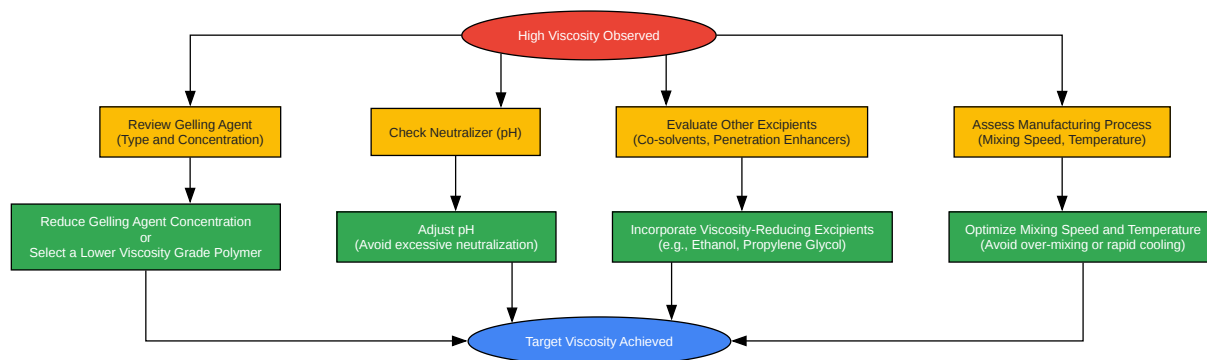 High Viscosity Observed
Review Gelling Agent
(Type and Concentration)
Check Neutralizer (pH)
Evaluate Other Excipients
(Co-solvents, Penetration Enhancers)
Assess Manufacturing Process
(Mixing Speed, Temperature)
Reduce Gelling Agent Concentration
or
Select a Lower Viscosity Grade Polymer
Adjust pH
(Avoid excessive neutralization)
Incorporate Viscosity-Reducing Excipients
(e.g., Ethanol, Propylene Glycol)
Optimize Mixing Speed and Temperature
(Avoid over-mixing or rapid cooling)
Target Viscosity Achieved